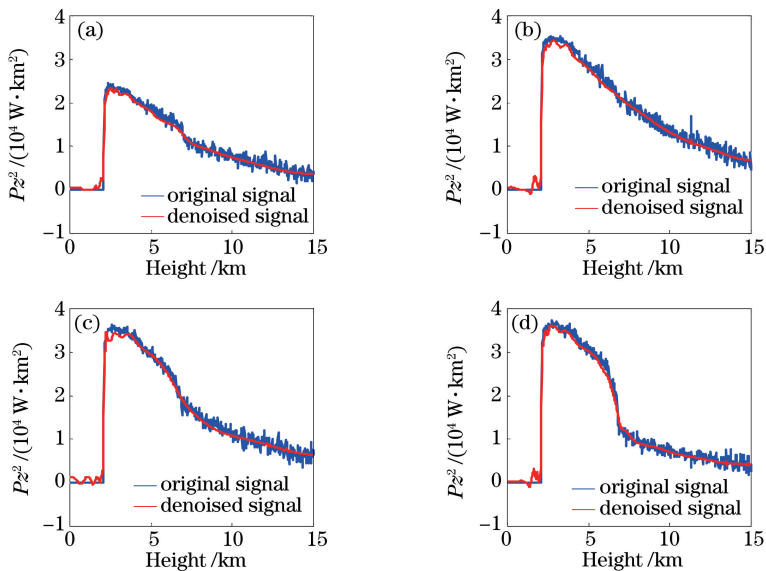 (a)
4
3
2
1
0
−1
Pz²/(10⁴ W·km²)
original signal
denoised signal
0 5 10 15
Height /km
(b)
4
3
2
1
0
−1
Pz²/(10⁴ W·km²)
original signal
denoised signal
0 5 10 15
Height /km
(c)
4
3
2
1
0
−1
Pz²/(10⁴ W·km²)
original signal
denoised signal
0 5 10 15
Height /km
(d)
4
3
2
1
0
−1
Pz²/(10⁴ W·km²)
original signal
denoised signal
0 5 10 15
Height /km